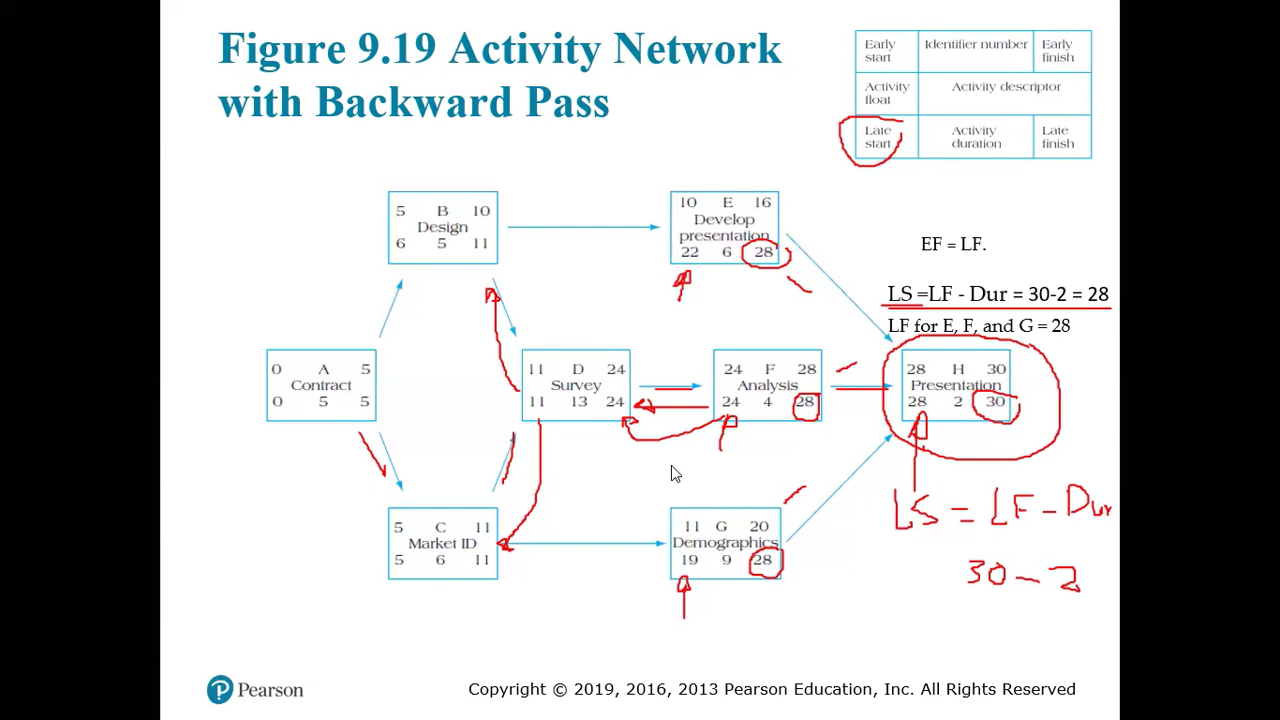 Figure 9.19 Activity Network
with Backward Pass
Early start Identifier number Early finish
Activity float Activity descriptor
Late start Activity duration Late finish
5 B 10
Design
6 5 11
10 E 16
Develop
presentation
22 6 28
EF = LF.
LS =LF - Dur = 30-2 = 28
LF for E, F, and G = 28
0 A 5
Contract
0 5 5
11 D 24
Survey
11 13 24
24 F 28
Analysis
24 4 28
28 H 30
Presentation
28 2 30
LS = LF - Dur
30 - 2
5 C 11
Market ID
5 6 11
11 G 20
Demographics
19 9 28
Pearson
Copyright © 2019, 2016, 2013 Pearson Education, Inc. All Rights Reserved